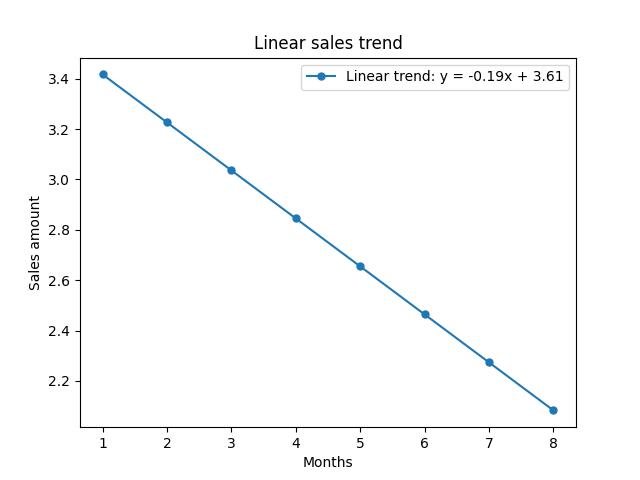 Linear sales trend
Linear trend: y = -0.19x + 3.61
Sales amount
3.4
3.2
3.0
2.8
2.6
2.4
2.2
1 2 3 4 5 6 7 8
Months